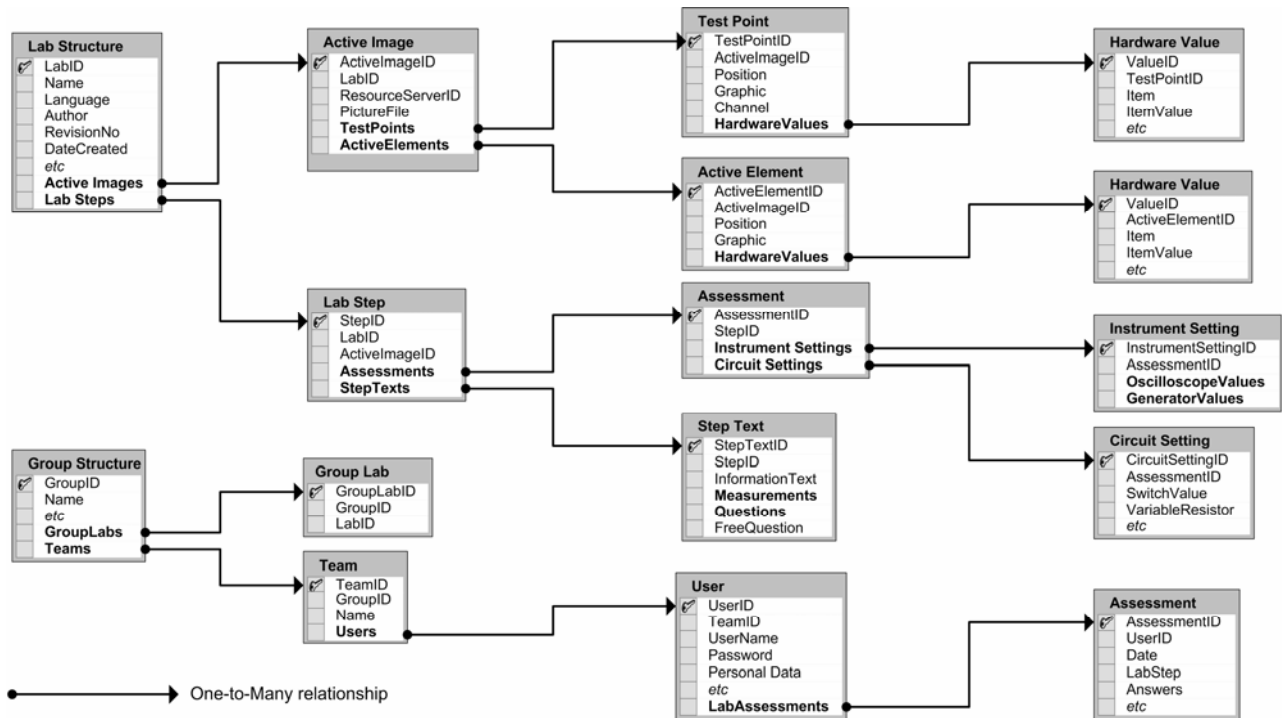 Lab Structure
LabID
Name
Language
Author
RevisionNo
DateCreated
etc
Active Images
Lab Steps
Active Image
ActiveImageID
LabID
ResourceServerID
PictureFile
TestPoints
ActiveElements
Test Point
TestPointID
ActiveImageID
Position
Graphic
Channel
HardwareValues
Hardware Value
ValueID
TestPointID
Item
ItemValue
etc
Active Element
ActiveElementID
ActiveImageID
Position
Graphic
HardwareValues
Hardware Value
ValueID
ActiveElementID
Item
ItemValue
etc
Lab Step
StepID
LabID
ActiveImageID
Assessments
StepTexts
Assessment
AssessmentID
StepID
Instrument Settings
Circuit Settings
Instrument Setting
InstrumentSettingID
AssessmentID
OscilloscopeValues
GeneratorValues
Step Text
StepTextID
StepID
InformationText
Measurements
Questions
FreeQuestion
Circuit Setting
CircuitSettingID
AssessmentID
SwitchValue
VariableResistor
etc
Group Structure
GroupID
Name
etc
GroupLabs
Teams
Group Lab
GroupLabID
GroupID
LabID
Team
TeamID
GroupID
Name
Users
User
UserID
TeamID
UserName
Password
Personal Data
etc
LabAssessments
Assessment
AssessmentID
UserID
Date
LabStep
Answers
etc
One-to-Many relationship